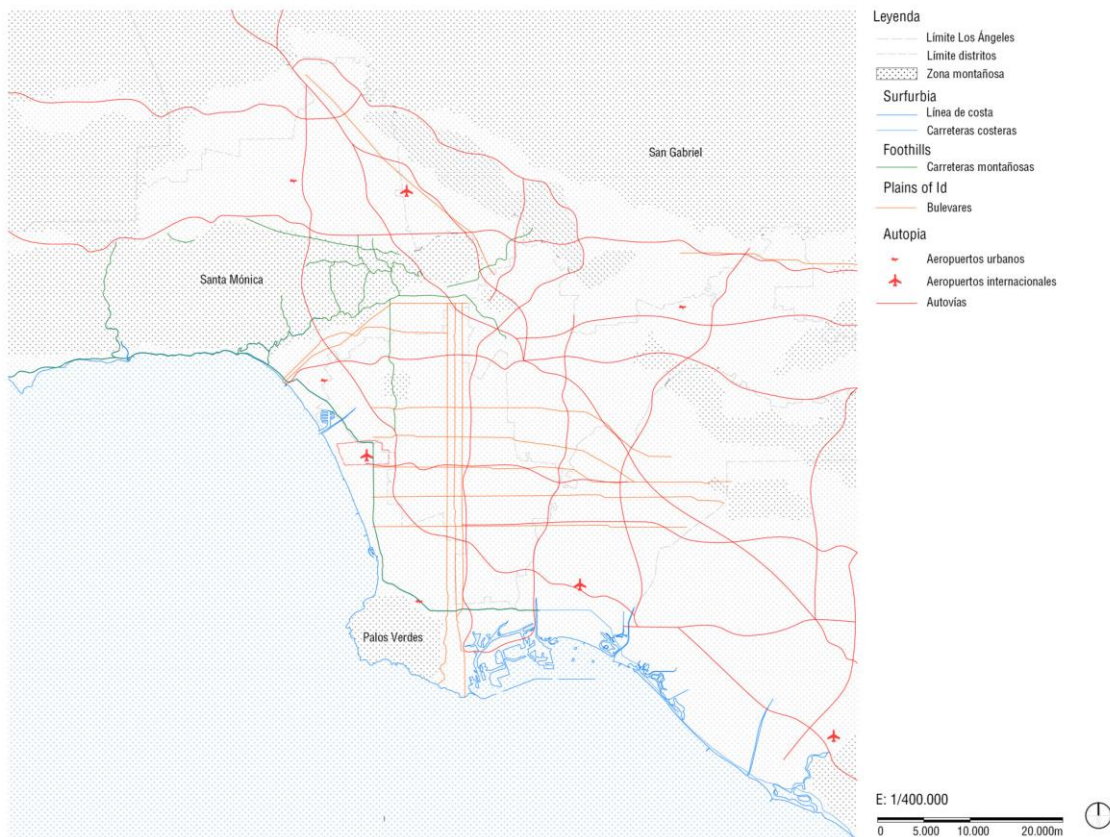 Leyenda
Límite Los Ángeles
Límite distritos
Zona montañosa
Surfurbia
Línea de costa
Carreteras costeras
Foothills
Carreteras montañosas
Plains of Id
Bulevares
Autopia
Aeropuertos urbanos
Aeropuertos internacionales
Autovías
San Gabriel
Santa Mónica
Palos Verdes
E: 1/400.000
0 5.000 10.000 20.000m